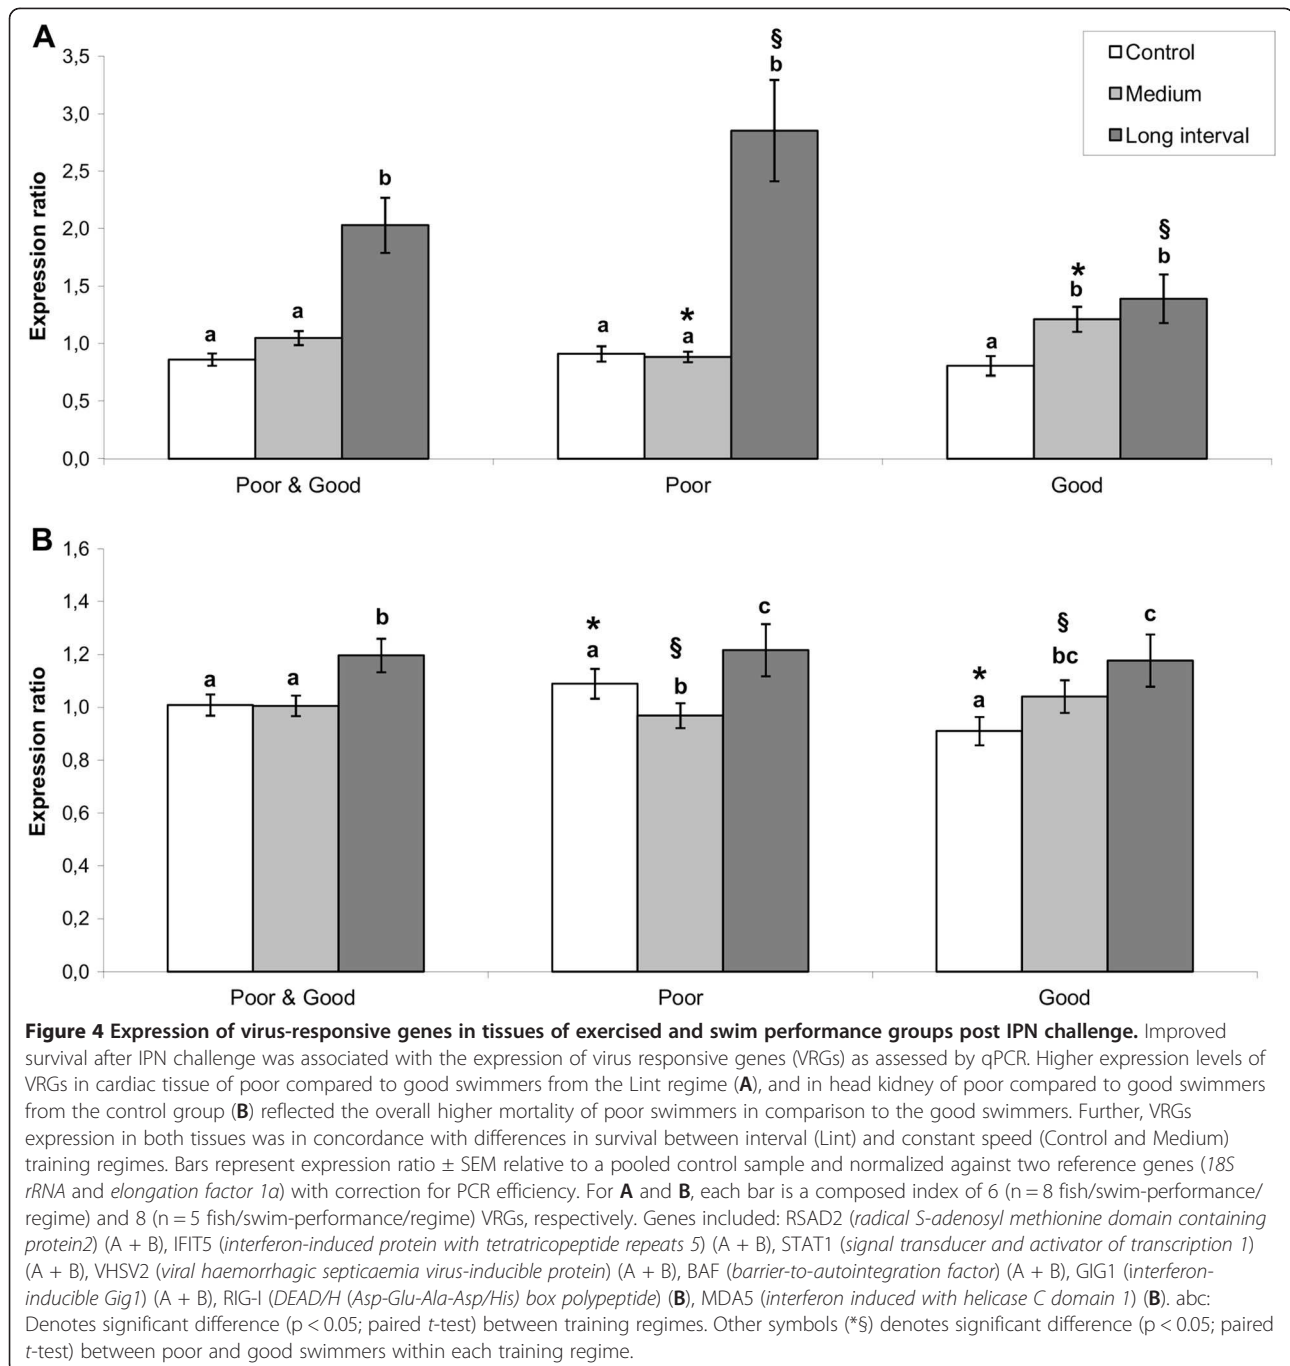 A
Expression ratio
3,5
3,0
2,5
2,0
1,5
1,0
0,5
0,0
a
a
b
a
*
a
§
b
a
*
b
§
b
Control
Medium
Long interval
Poor & Good
Poor
Good
B
Expression ratio
1,6
1,4
1,2
1,0
0,8
0,6
0,4
0,2
0,0
a
a
b
*
a
§
b
c
*
a
§
bc
c
Poor & Good
Poor
Good
Figure 4 Expression of virus-responsive genes in tissues of exercised and swim performance groups post IPN challenge. Improved
survival after IPN challenge was associated with the expression of virus responsive genes (VRGs) as assessed by qPCR. Higher expression levels of
VRGs in cardiac tissue of poor compared to good swimmers from the Lint regime (A), and in head kidney of poor compared to good swimmers
from the control group (B) reflected the overall higher mortality of poor swimmers in comparison to the good swimmers. Further, VRGs
expression in both tissues was in concordance with differences in survival between interval (Lint) and constant speed (Control and Medium)
training regimes. Bars represent expression ratio ± SEM relative to a pooled control sample and normalized against two reference genes (18S
rRNA and elongation factor 1α) with correction for PCR efficiency. For A and B, each bar is a composed index of 6 (n = 8 fish/swim-performance/
regime) and 8 (n = 5 fish/swim-performance/regime) VRGs, respectively. Genes included: RSAD2 (radical S-adenosyl methionine domain containing
protein2) (A + B), IFIT5 (interferon-induced protein with tetratricopeptide repeats 5) (A + B), STAT1 (signal transducer and activator of transcription 1)
(A + B), VHSV2 (viral haemorrhagic septicaemia virus-inducible protein) (A + B), BAF (barrier-to-autointegration factor) (A + B), GIG1 (interferon-
inducible Gig1) (A + B), RIG-I (DEAD/H (Asp-Glu-Ala-Asp/His) box polypeptide) (B), MDA5 (interferon induced with helicase C domain 1) (B). abc:
Denotes significant difference (p < 0.05; paired t-test) between training regimes. Other symbols (*§) denotes significant difference (p < 0.05; paired
t-test) between poor and good swimmers within each training regime.